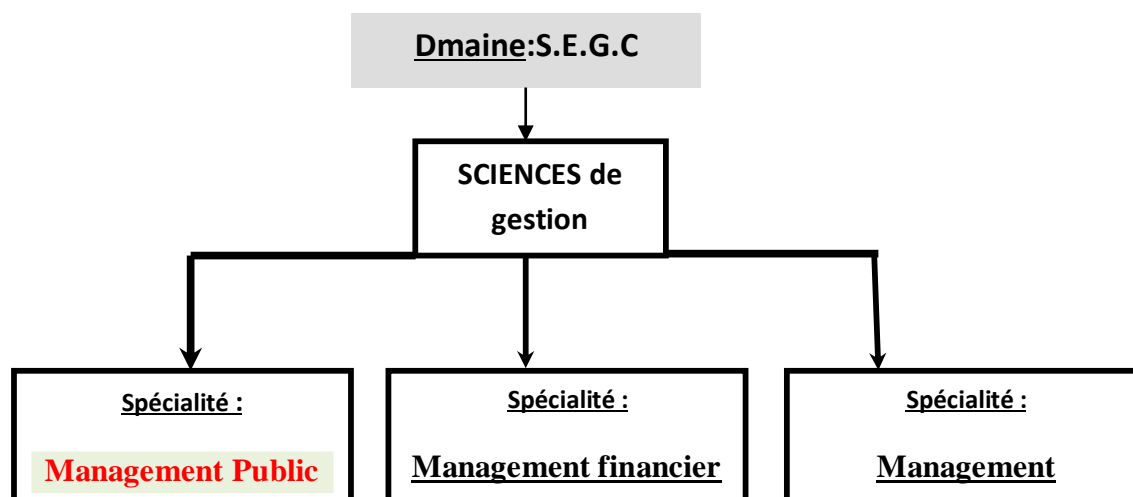 Dmaine:S.E.G.C
SCIENCES de
gestion
Spécialité :
Management Public
Spécialité :
Management financier
Spécialité :
Management